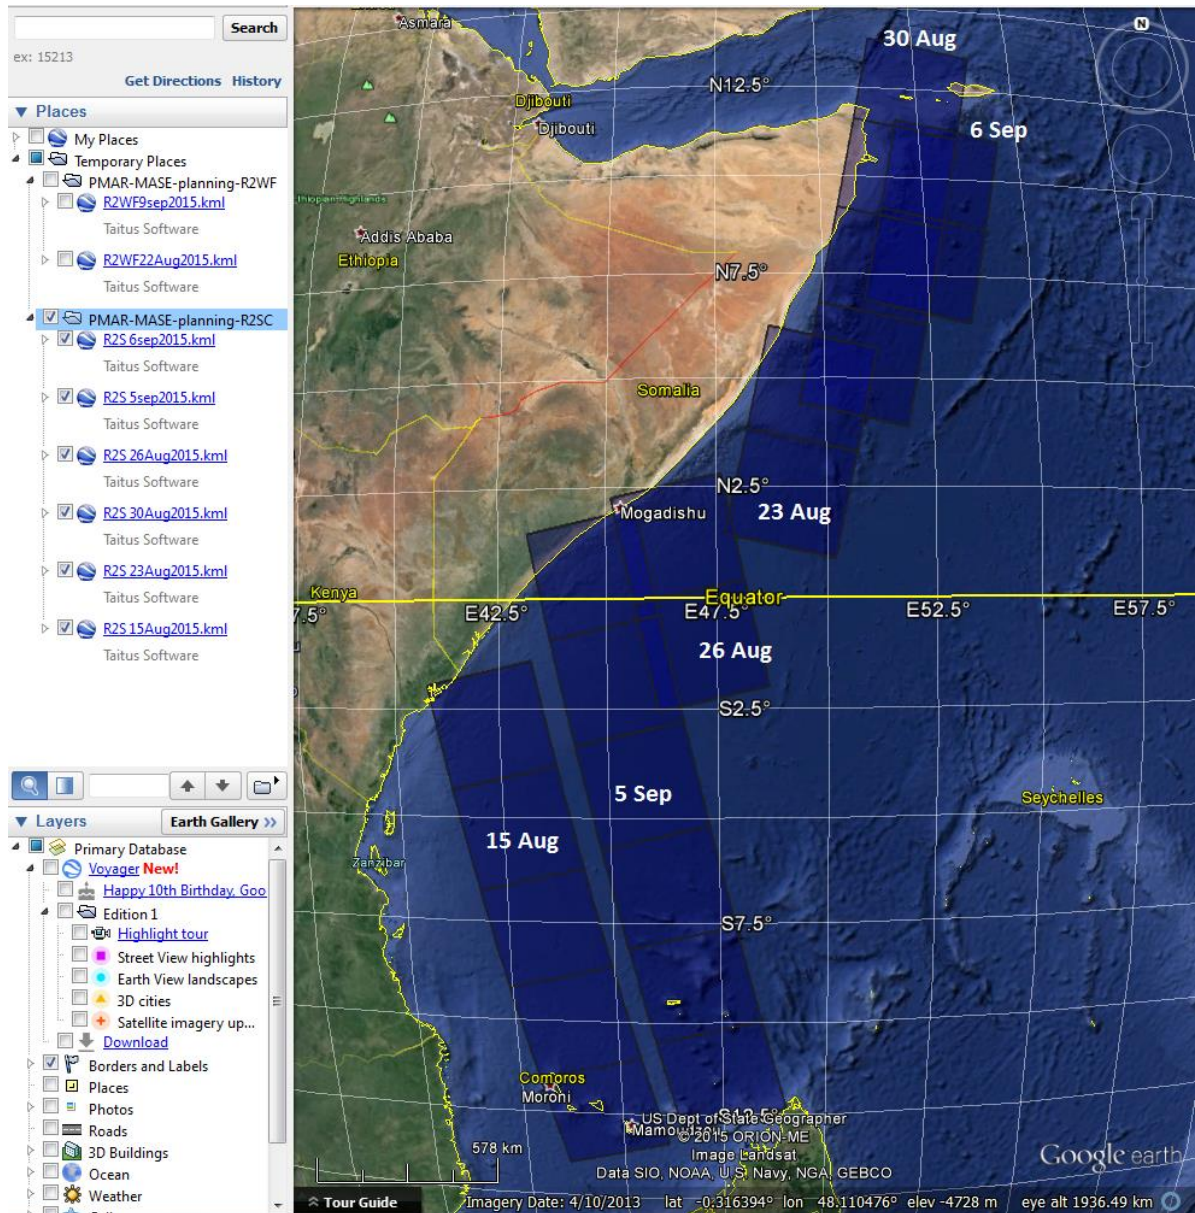 Search
ex: 15213
Get Directions History
Places
My Places
Temporary Places
PMAR-MASE-planning-R2WF
R2WF9sep2015.kml
Taitus Software
R2WF22Aug2015.kml
Taitus Software
PMAR-MASE-planning-R2SC
R2S 6sep2015.kml
Taitus Software
R2S 5sep2015.kml
Taitus Software
R2S 26Aug2015.kml
Taitus Software
R2S 30Aug2015.kml
Taitus Software
R2S 23Aug2015.kml
Taitus Software
R2S 15Aug2015.kml
Taitus Software
Layers
Earth Gallery >>
Primary Database
Voyager New!
Happy 10th Birthday, Goo
Edition 1
Highlight tour
Street View highlights
Earth View landscapes
3D cities
Satellite imagery up...
Download
Borders and Labels
Places
Photos
Roads
3D Buildings
Ocean
Weather
Asmara
30 Aug
N
N12.5°
Djibouti
Djibouti
6 Sep
Addis Ababa
Ethiopia
N7.5°
Somalia
N2.5°
Mogadishu
23 Aug
Kenya
Equator
7.5°
E42.5°
E47.5°
E52.5°
E57.5°
26 Aug
S2.5°
5 Sep
Seychelles
15 Aug
Zanzibar
S7.5°
Comoros
Moroni
US Dept of State Geographer
© 2015 ORION-ME
Image Landsat
Data SIO, NOAA, U.S. Navy, NGA, GEBCO
578 km
Google earth
Tour Guide
Imagery Date: 4/10/2013 lat -0.316394° lon 48.110476° elev -4728 m eye alt 1936.49 km